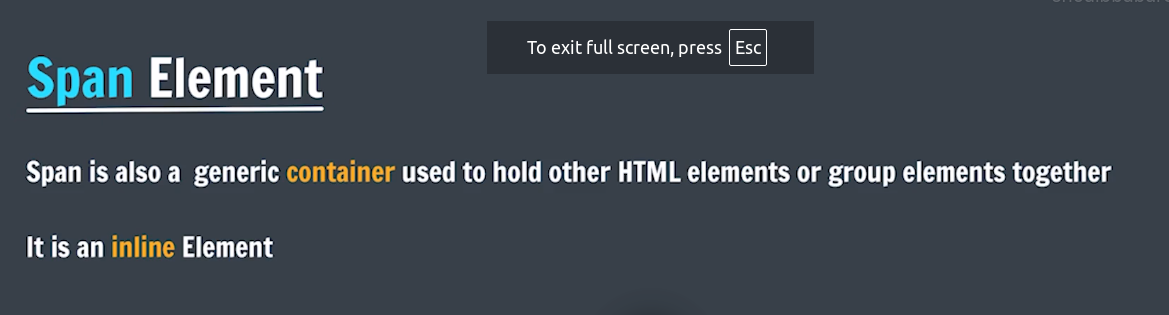 To exit full screen, press Esc
Span Element
Span is also a generic container used to hold other HTML elements or group elements together
It is an inline Element